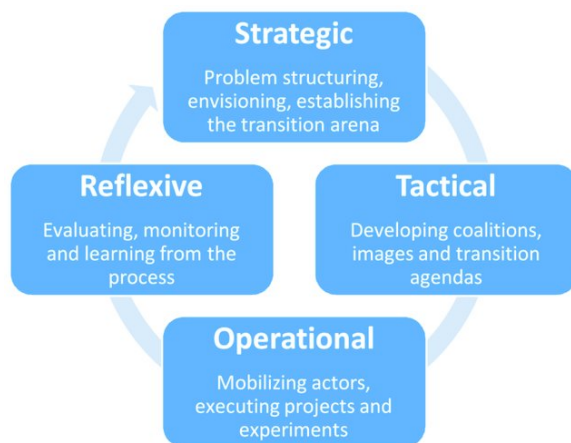 Strategic
Problem structuring,
envisioning, establishing
the transition arena
Reflexive
Evaluating, monitoring
and learning from the
process
Tactical
Developing coalitions,
images and transition
agendas
Operational
Mobilizing actors,
executing projects and
experiments